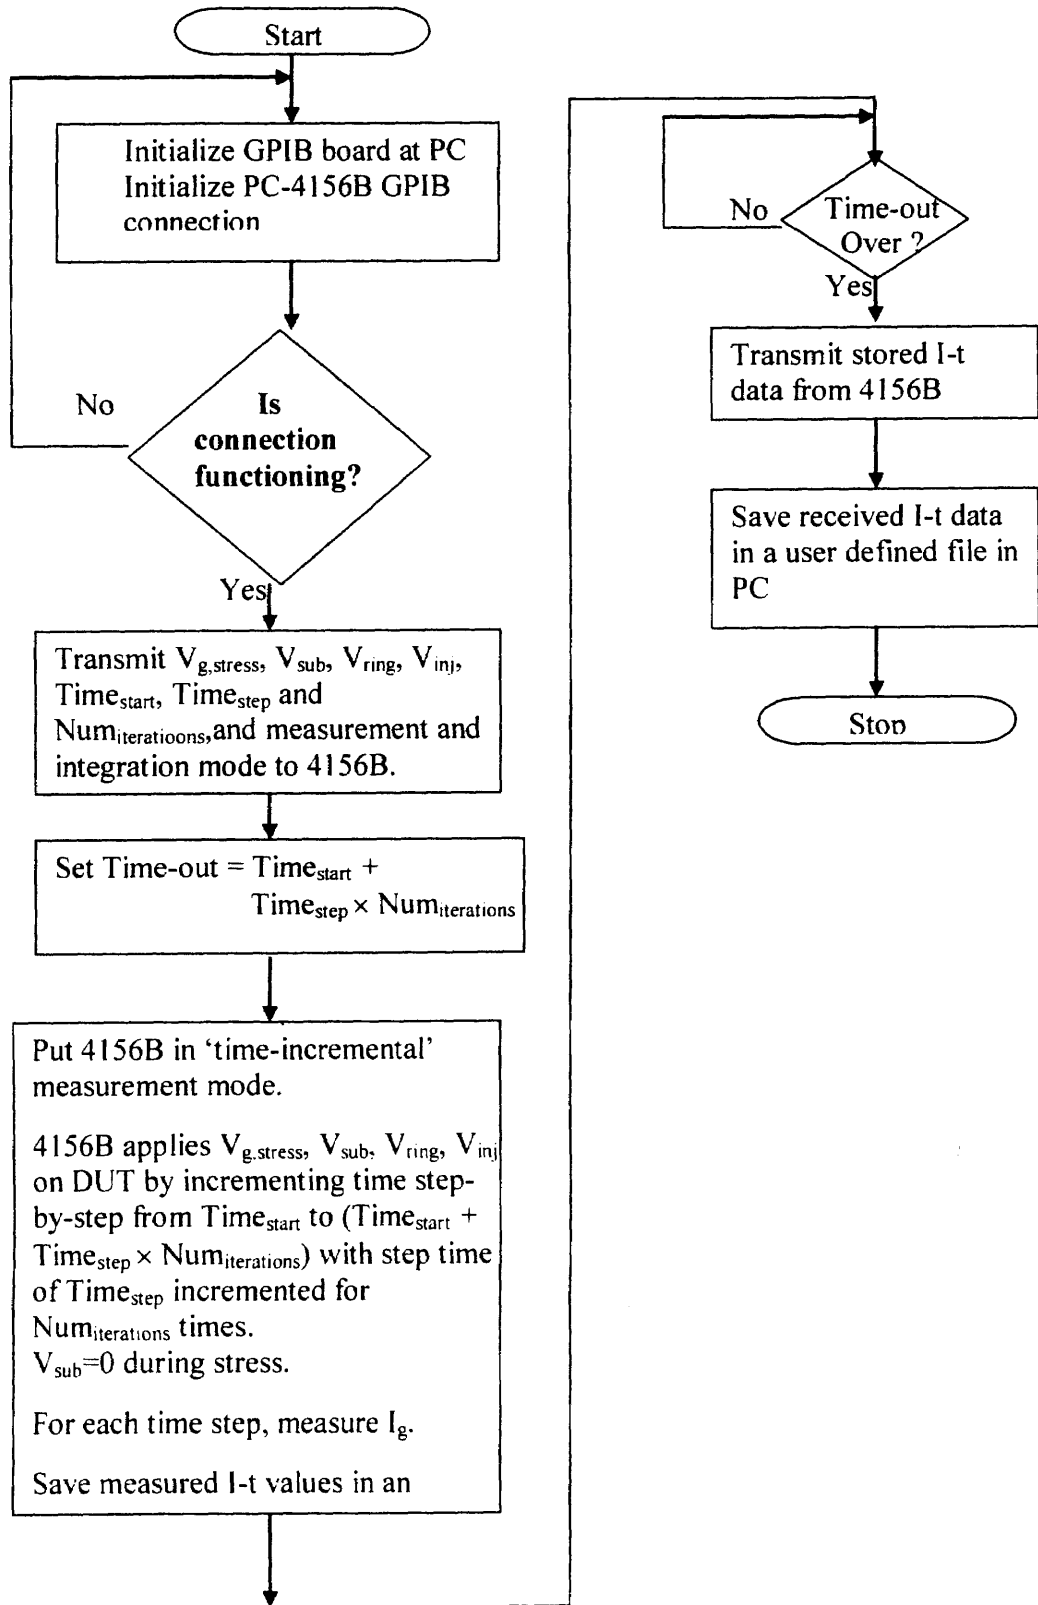 Start
Initialize GPIB board at PC
Initialize PC-4156B GPIB
connection
No
Is
connection
functioning?
Yes
Transmit Vg,stress, Vsub, Vring, Vinj,
Timestart, Timestep and
Numiteratioons,and measurement and
integration mode to 4156B.
Set Time-out = Timestart +
Timestep × Numiterations
Put 4156B in ‘time-incremental’
measurement mode.
4156B applies Vg.stress, Vsub, Vring, Vinj
on DUT by incrementing time step-
by-step from Timestart to (Timestart +
Timestep × Numiterations) with step time
of Timestep incremented for
Numiterations times.
Vsub=0 during stress.
For each time step, measure Ig.
Save measured I-t values in an
No
Time-out
Over ?
Yes
Transmit stored I-t
data from 4156B
Save received I-t data
in a user defined file in
PC
Stop